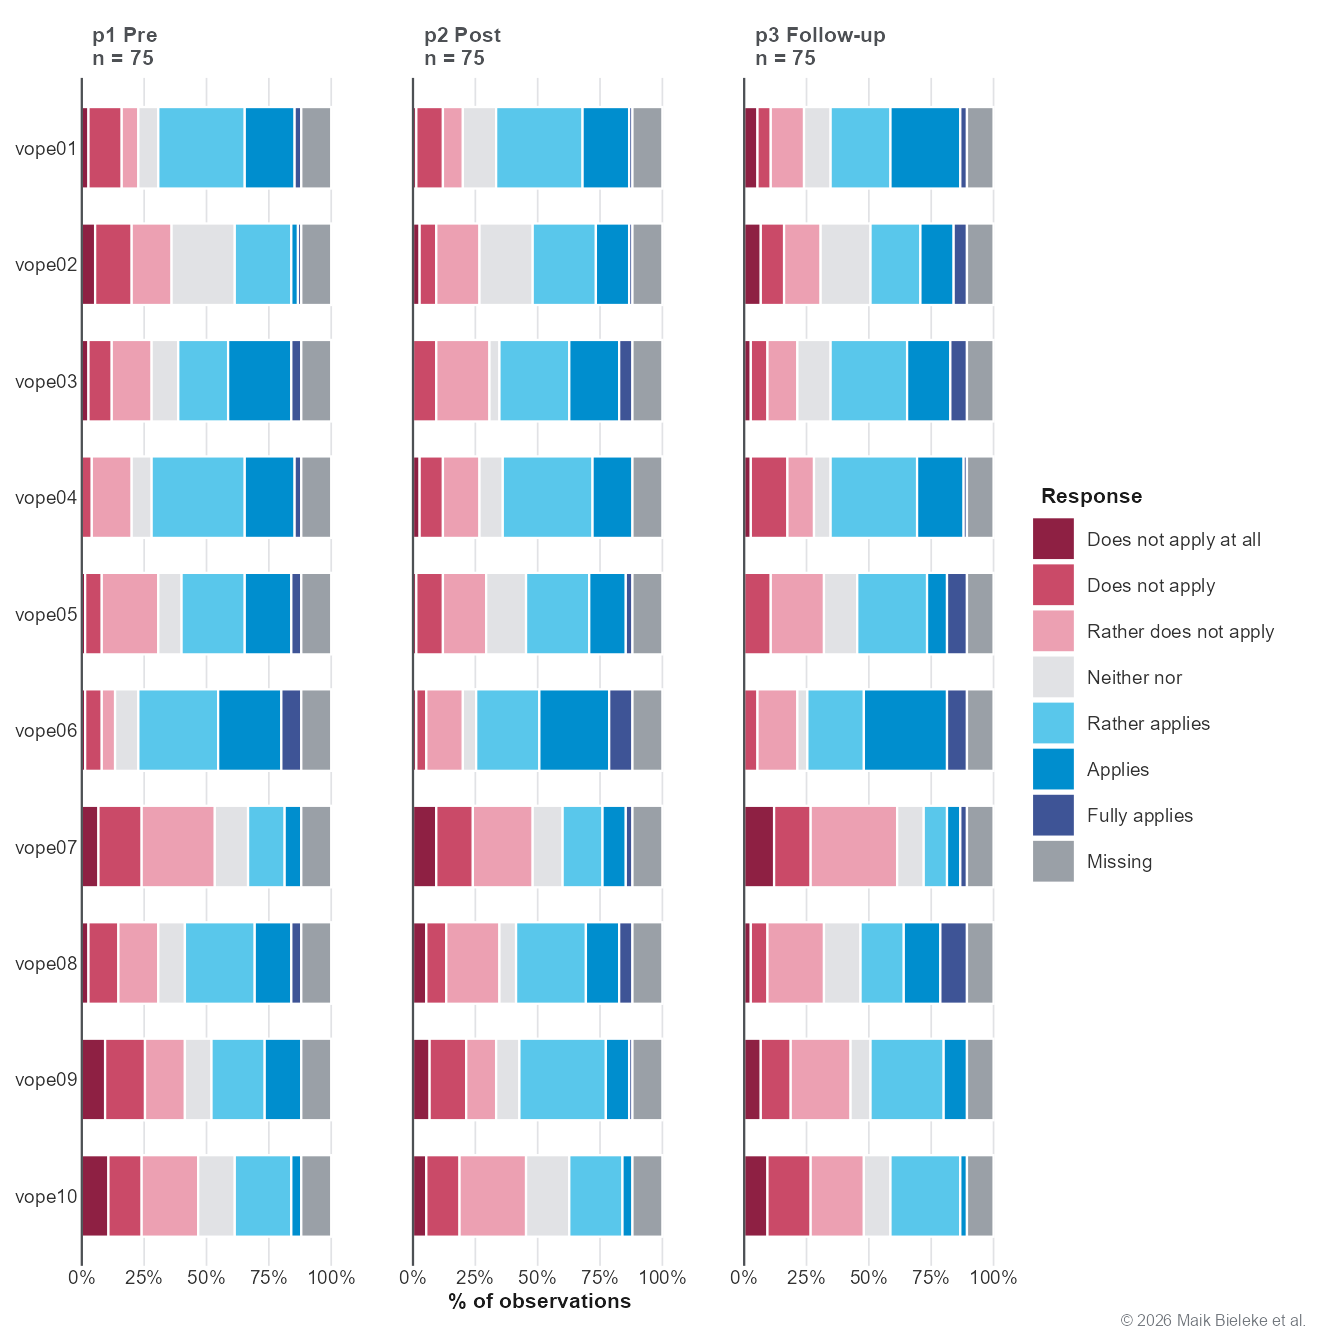 p1 Pre
n = 75
p2 Post
n = 75
p3 Follow-up
n = 75
vope01
vope02
vope03
vope04
vope05
vope06
vope07
vope08
vope09
vope10
0% 25% 50% 75% 100%
0% 25% 50% 75% 100%
0% 25% 50% 75% 100%
% of observations
Response
Does not apply at all
Does not apply
Rather does not apply
Neither nor
Rather applies
Applies
Fully applies
Missing
© 2026 Maik Bieleke et al.